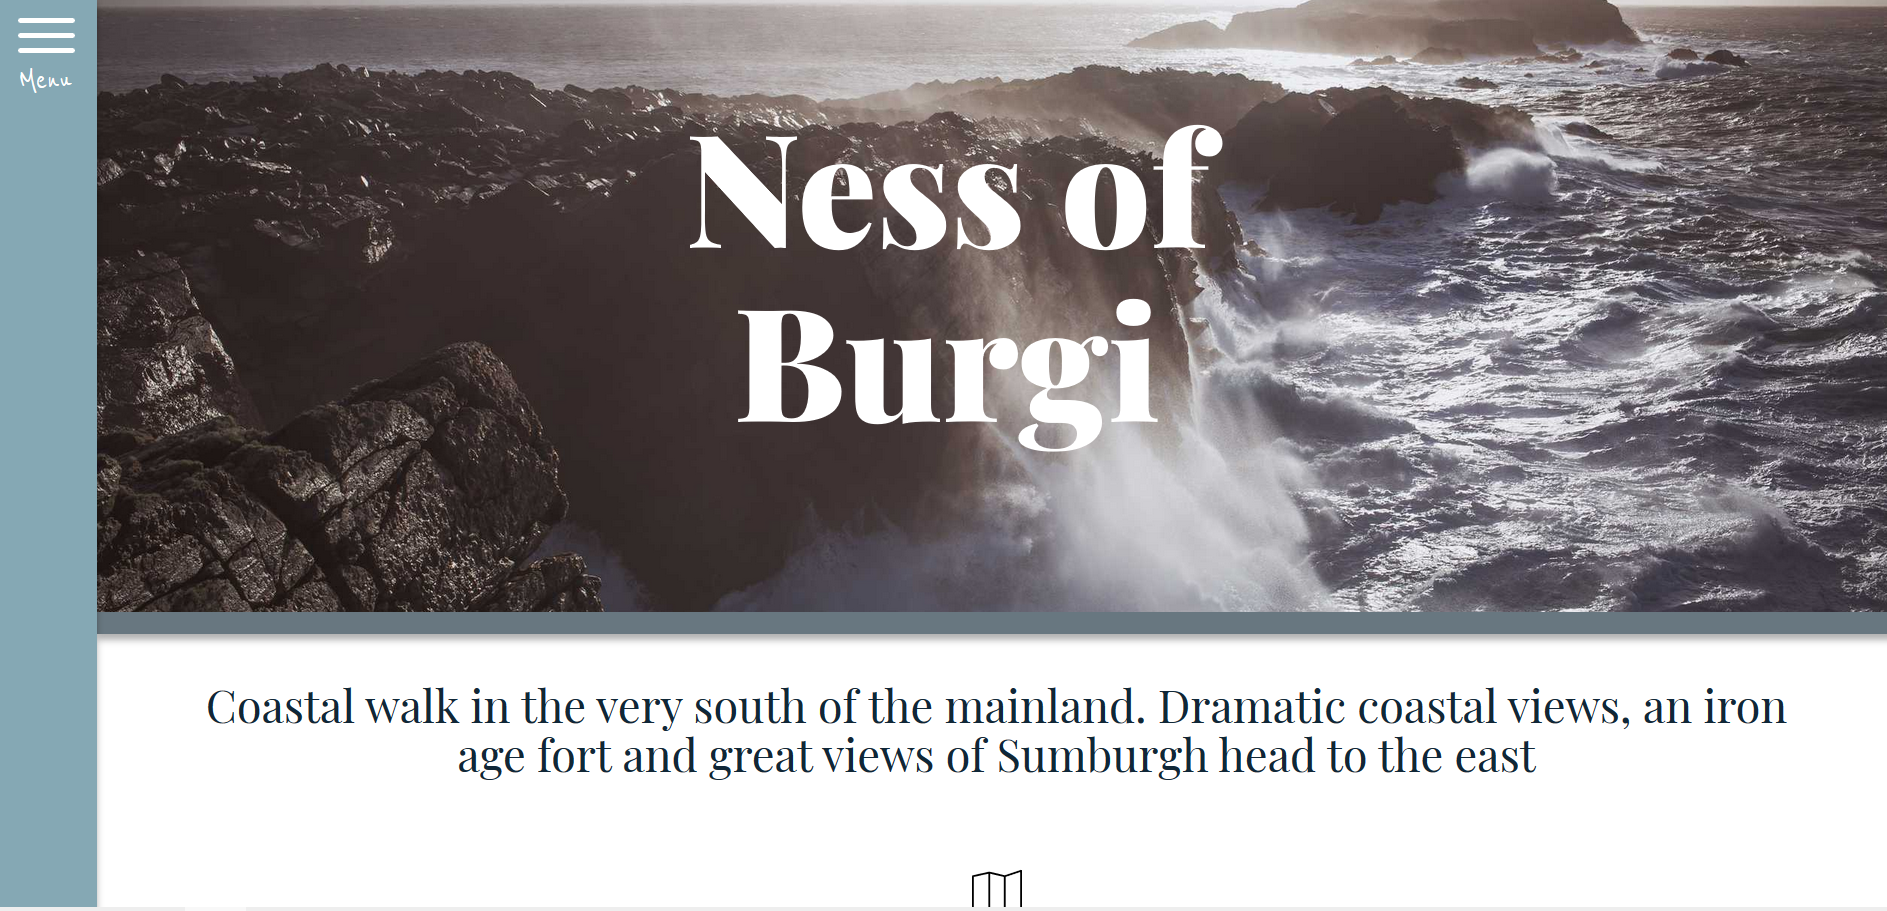 Menu
Ness of
Burgi
Coastal walk in the very south of the mainland. Dramatic coastal views, an iron
age fort and great views of Sumburgh head to the east